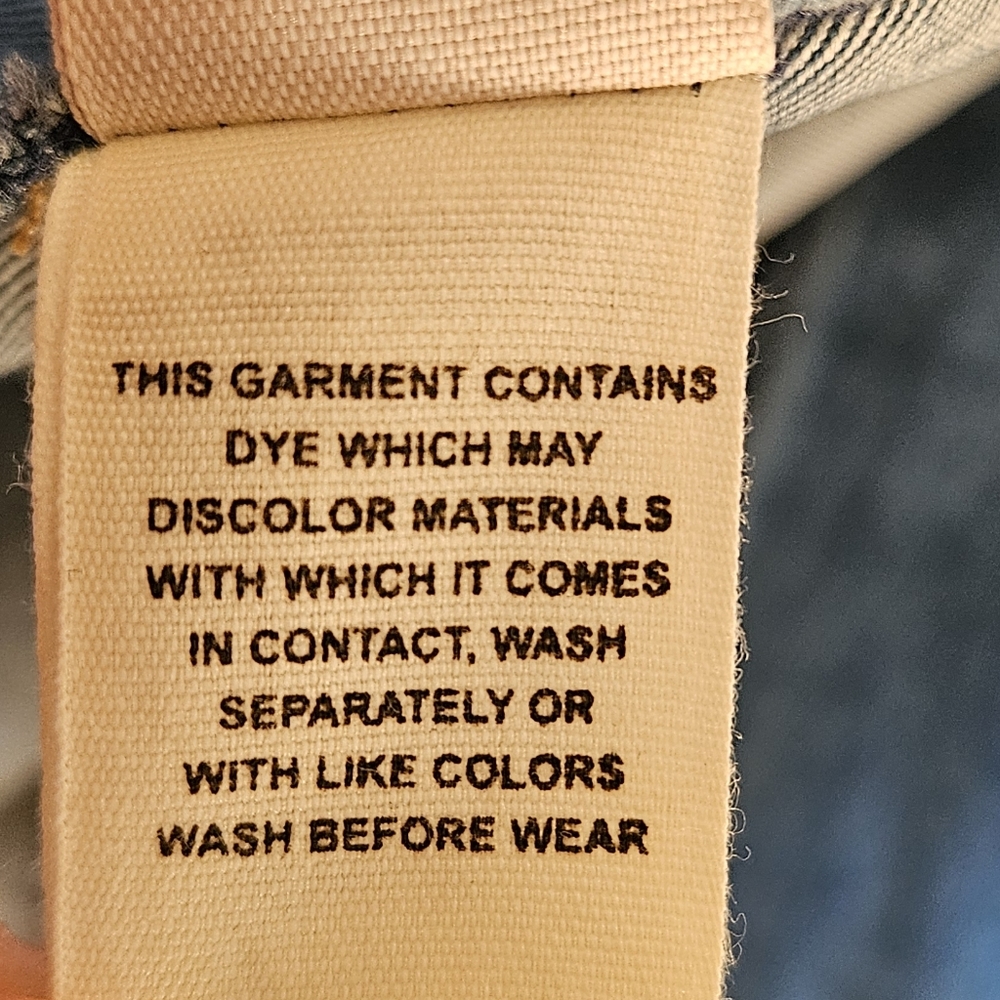 THIS GARMENT CONTAINS
DYE WHICH MAY
DISCOLOR MATERIALS
WITH WHICH IT COMES
IN CONTACT, WASH
SEPARATELY OR
WITH LIKE COLORS
WASH BEFORE WEAR